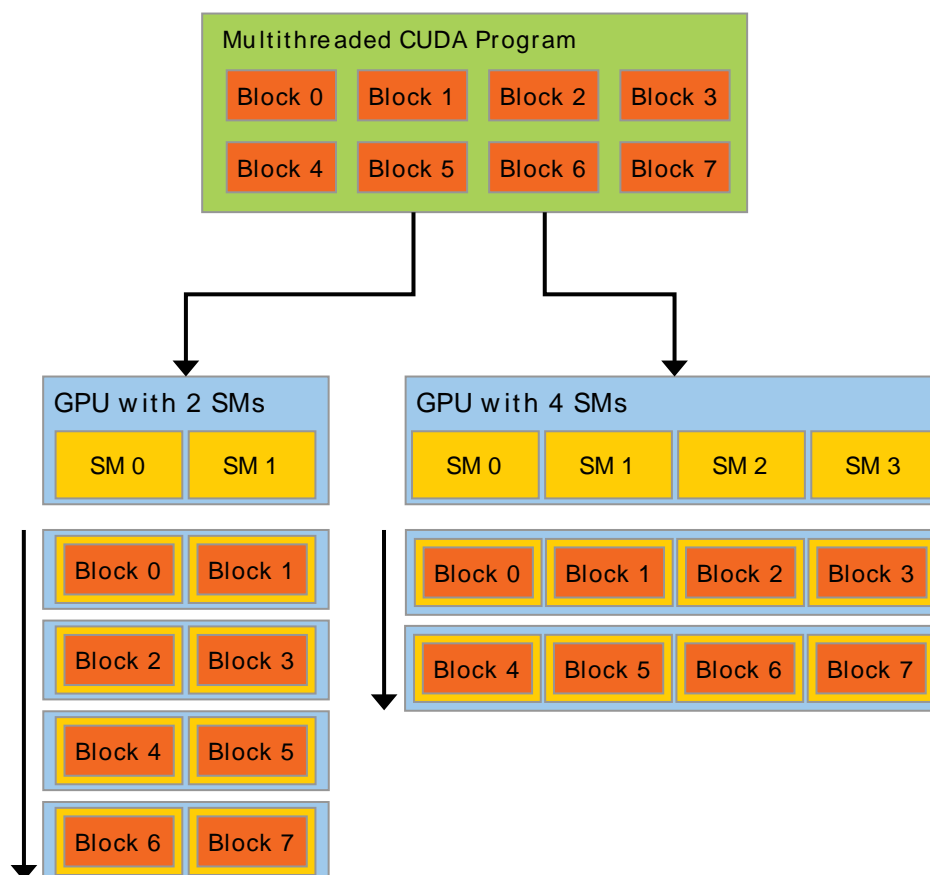 Multithreaded CUDA Program
Block 0 Block 1 Block 2 Block 3
Block 4 Block 5 Block 6 Block 7
GPU with 2 SMs
SM 0 SM 1
Block 0 Block 1
Block 2 Block 3
Block 4 Block 5
Block 6 Block 7
GPU with 4 SMs
SM 0 SM 1 SM 2 SM 3
Block 0 Block 1 Block 2 Block 3
Block 4 Block 5 Block 6 Block 7